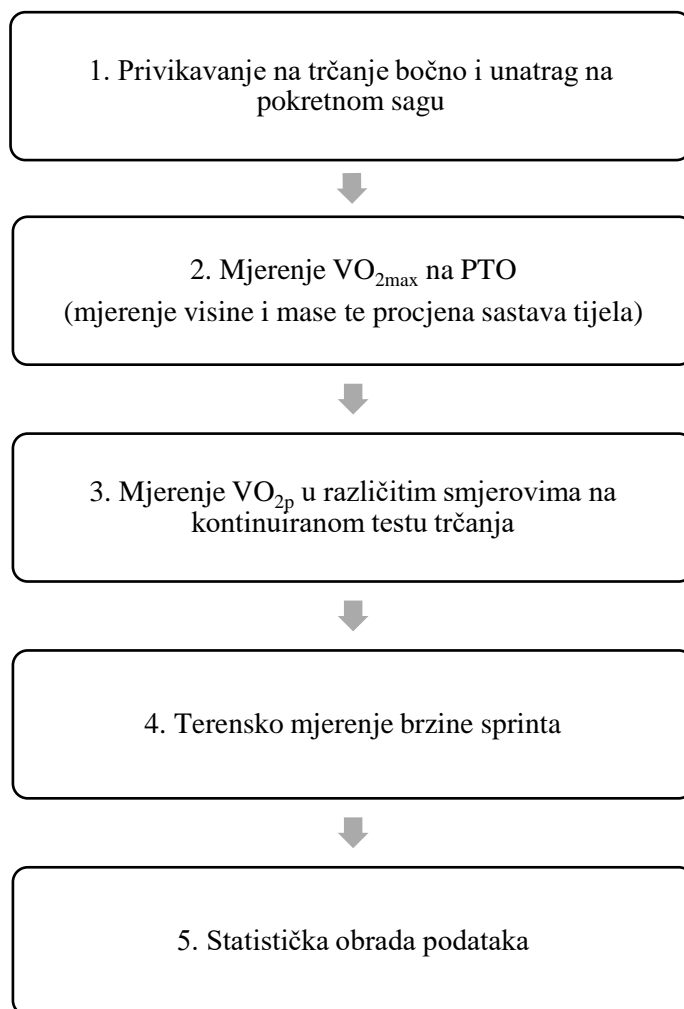 1. Privikavanje na trčanje bočno i unatrag na
pokretnom sagu
2. Mjerenje VO2max na PTO
(mjerenje visine i mase te procjena sastava tijela)
3. Mjerenje VO2p u različitim smjerovima na
kontinuiranom testu trčanja
4. Terensko mjerenje brzine sprinta
5. Statistička obrada podataka